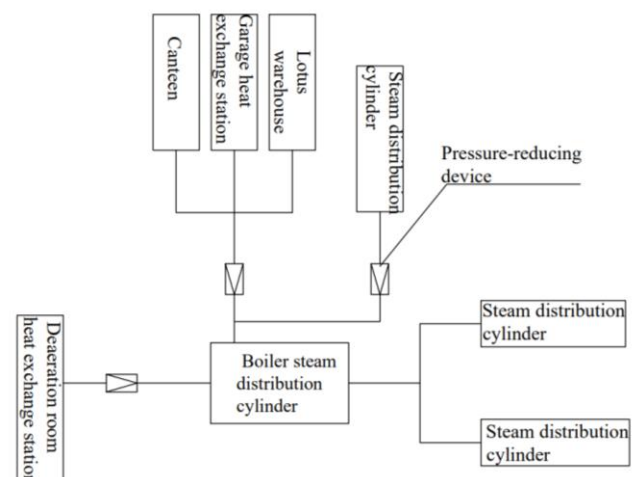 Canteen
Garage heat
exchange station
Lotus
warehouse
Steam distribution
cylinder
Pressure-reducing
device
Steam distribution
cylinder
Deaeration room
heat exchange station
Boiler steam
distribution
cylinder
Steam distribution
cylinder